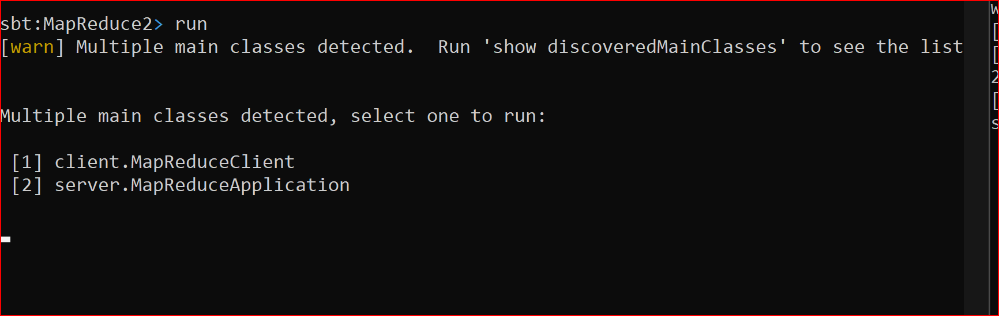 sbt:MapReduce2> run
[warn] Multiple main classes detected.  Run 'show discoveredMainClasses' to see the list
Multiple main classes detected, select one to run:
[1] client.MapReduceClient
[2] server.MapReduceApplication